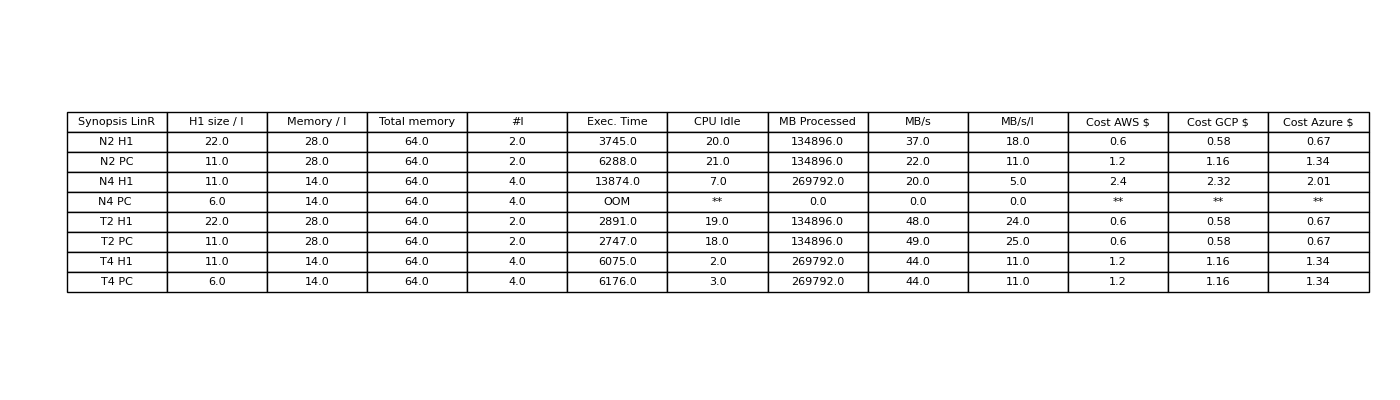 Synopsis LinR H1 size / I Memory / I Total memory #I Exec. Time CPU Idle MB Processed MB/s MB/s/I Cost AWS $ Cost GCP $ Cost Azure $
N2 H1 22.0 28.0 64.0 2.0 3745.0 20.0 134896.0 37.0 18.0 0.6 0.58 0.67
N2 PC 11.0 28.0 64.0 2.0 6288.0 21.0 134896.0 22.0 11.0 1.2 1.16 1.34
N4 H1 11.0 14.0 64.0 4.0 13874.0 7.0 269792.0 20.0 5.0 2.4 2.32 2.01
N4 PC 6.0 14.0 64.0 4.0 OOM ** 0.0 0.0 0.0 ** ** **
T2 H1 22.0 28.0 64.0 2.0 2891.0 19.0 134896.0 48.0 24.0 0.6 0.58 0.67
T2 PC 11.0 28.0 64.0 2.0 2747.0 18.0 134896.0 49.0 25.0 0.6 0.58 0.67
T4 H1 11.0 14.0 64.0 4.0 6075.0 2.0 269792.0 44.0 11.0 1.2 1.16 1.34
T4 PC 6.0 14.0 64.0 4.0 6176.0 3.0 269792.0 44.0 11.0 1.2 1.16 1.34